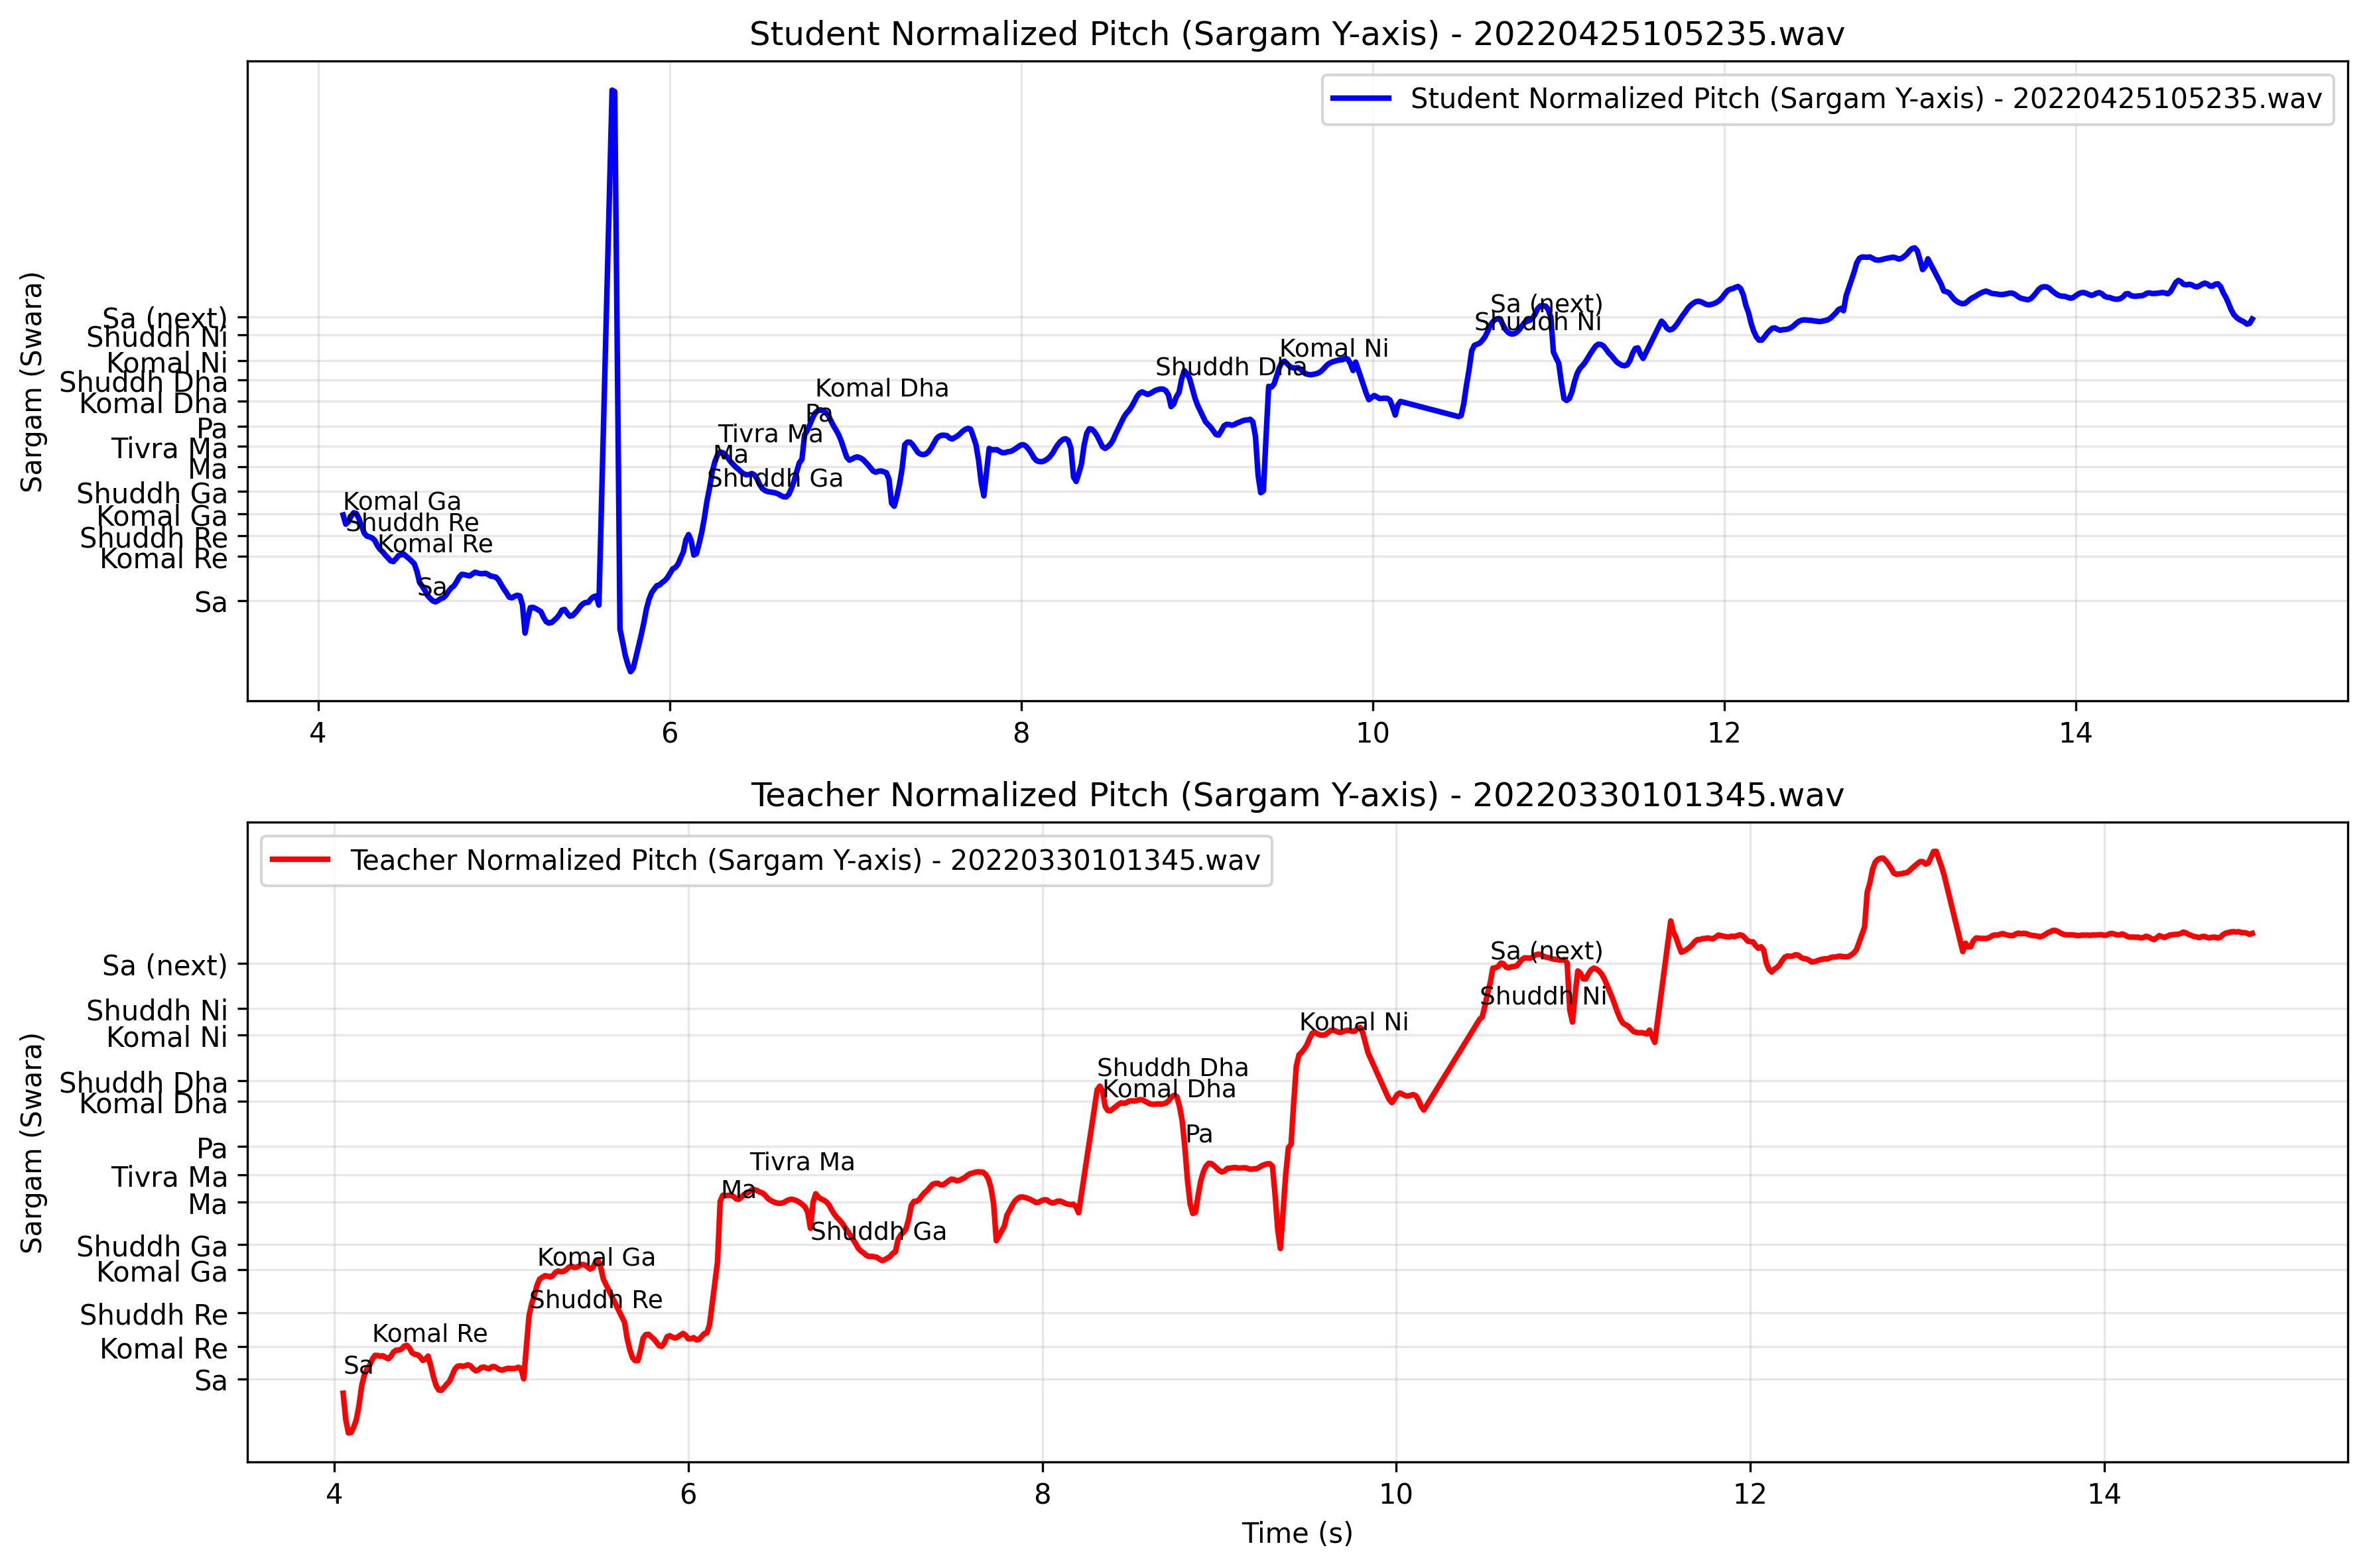 Student Normalized Pitch (Sargam Y-axis) - 20220425105235.wav
Student Normalized Pitch (Sargam Y-axis) - 20220425105235.wav
Sargam (Swara)
Sa (next)
Shuddh Ni
Komal Ni
Shuddh Dha
Komal Dha
Pa
Tivra Ma
Ma
Shuddh Ga
Komal Ga
Shuddh Re
Komal Re
Sa
Komal Ga
Shuddh Re
Komal Re
Sa
Shuddh Ga
Ma
Tivra Ma
Pa
Komal Dha
Shuddh Dha
Komal Ni
Shuddh Ni
Sa (next)
4 6 8 10 12 14
Teacher Normalized Pitch (Sargam Y-axis) - 20220330101345.wav
Teacher Normalized Pitch (Sargam Y-axis) - 20220330101345.wav
Sargam (Swara)
Sa (next)
Shuddh Ni
Komal Ni
Shuddh Dha
Komal Dha
Pa
Tivra Ma
Ma
Shuddh Ga
Komal Ga
Shuddh Re
Komal Re
Sa
Sa
Komal Re
Shuddh Re
Komal Ga
Ma
Tivra Ma
Shuddh Ga
Shuddh Dha
Komal Dha
Pa
Komal Ni
Shuddh Ni
Sa (next)
4 6 8 10 12 14
Time (s)